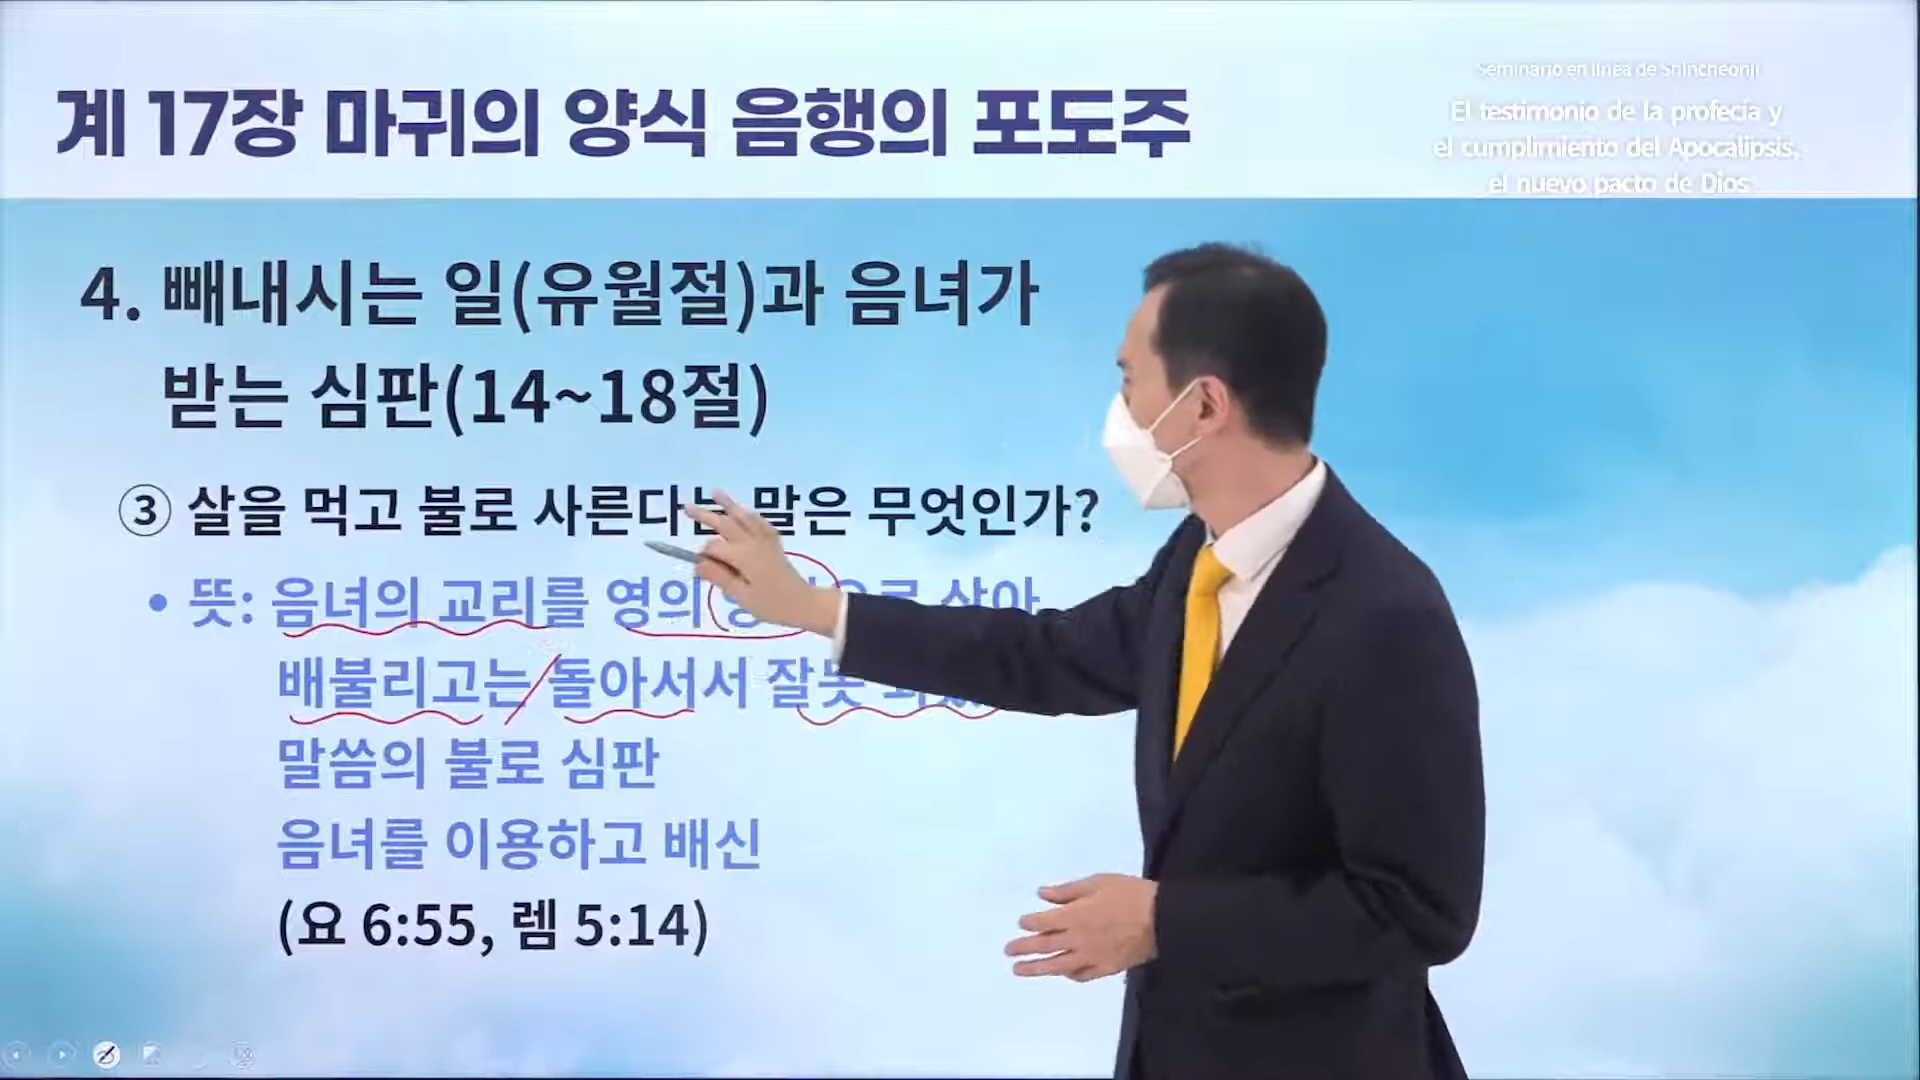 계 17장 마귀의 양식 음행의 포도주
Seminario en línea de Shincheonji
El testimonio de la profecía y
el cumplimiento del Apocalipsis,
el nuevo pacto de Dios
4. 빼내시는 일(유월절)과 음녀가
받는 심판(14~18절)
③ 살을 먹고 불로 사른다는 말은 무엇인가?
• 뜻: 음녀의 교리를 영의 삼아
배불리고는 돌아서서 잘못
말씀의 불로 심판
음녀를 이용하고 배신
(요 6:55, 렘 5:14)